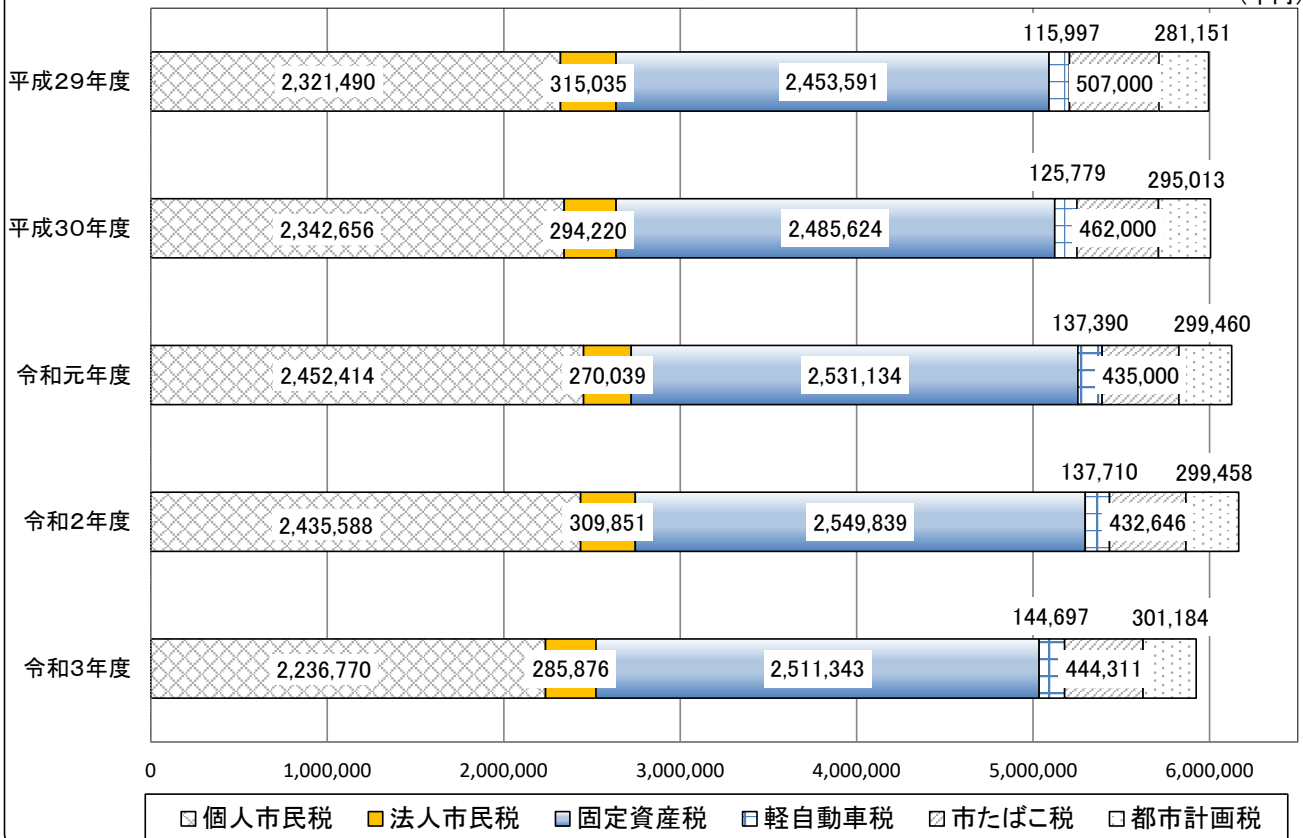 115,997 281,151
平成29年度 2,321,490 315,035 2,453,591 507,000
125,779 295,013
平成30年度 2,342,656 294,220 2,485,624 462,000
137,390 299,460
令和元年度 2,452,414 270,039 2,531,134 435,000
137,710 299,458
令和2年度 2,435,588 309,851 2,549,839 432,646
144,697 301,184
令和3年度 2,236,770 285,876 2,511,343 444,311
0 1,000,000 2,000,000 3,000,000 4,000,000 5,000,000 6,000,000
個人市民税 法人市民税 固定資産税 軽自動車税 市たばこ税 都市計画税